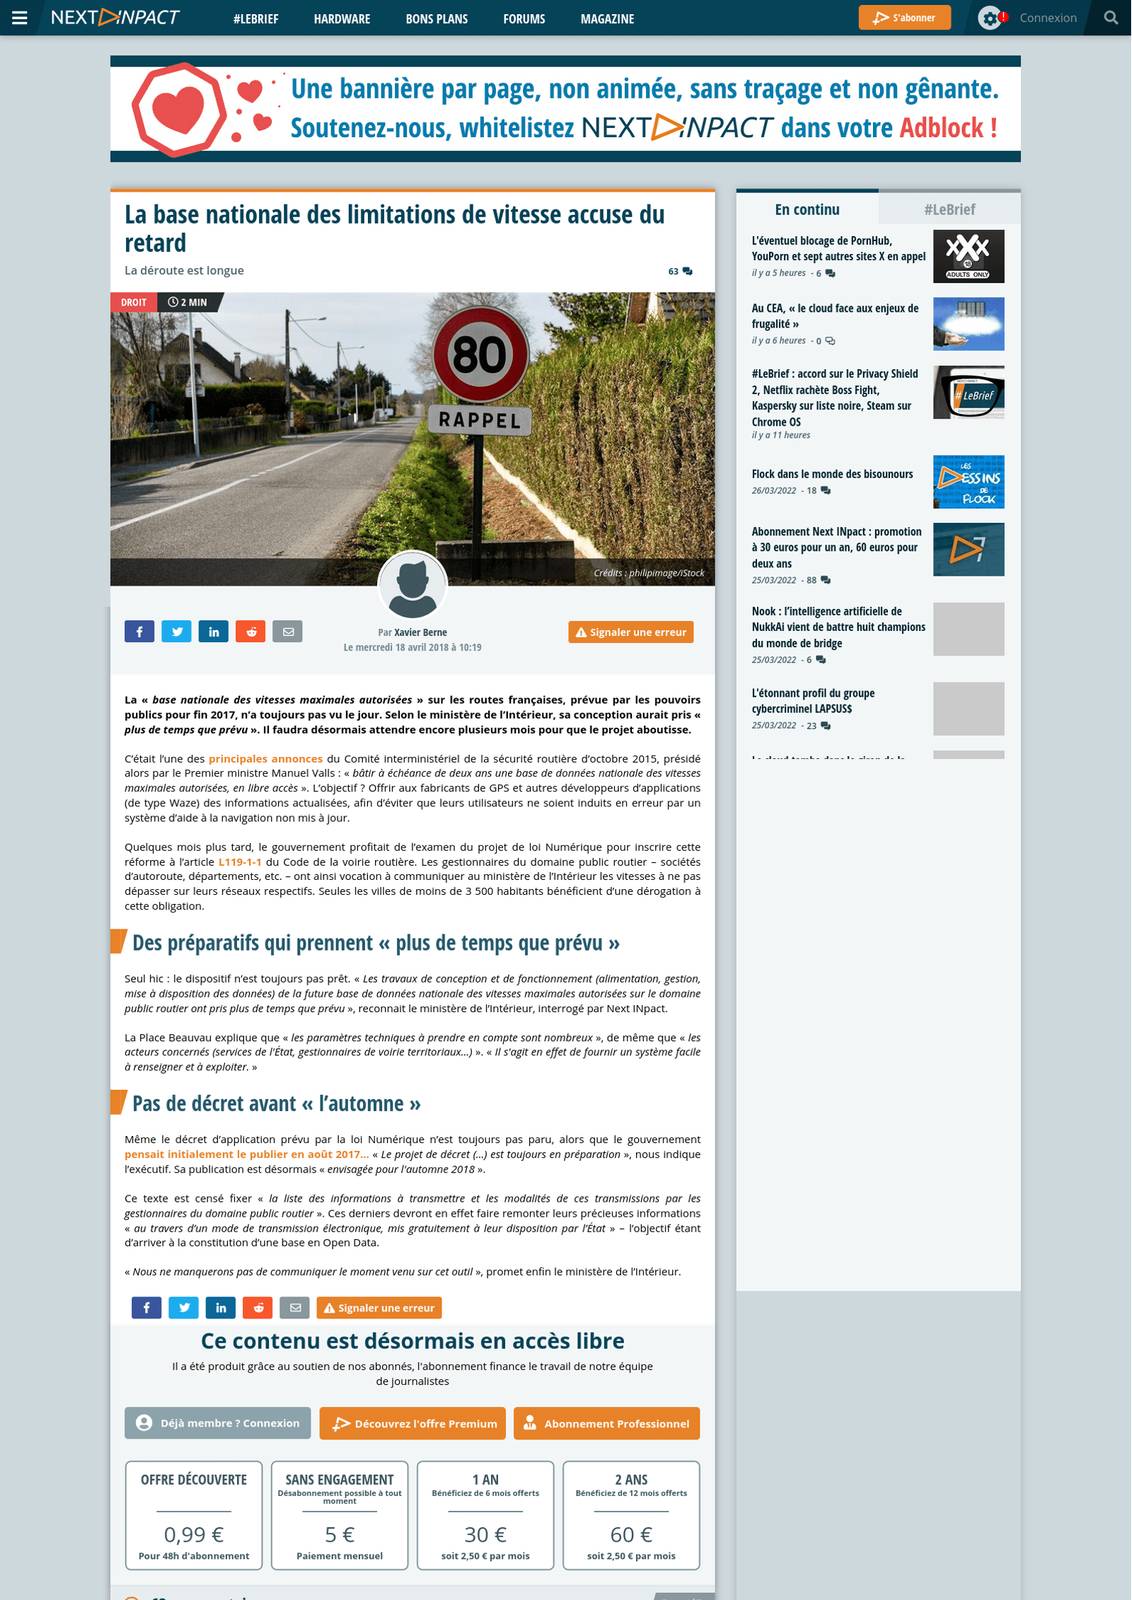 NEXT INPACT #LEBRIEF HARDWARE BONS PLANS FORUMS MAGAZINE S'abonner Connexion
Une bannière par page, non animée, sans traçage et non gênante.
Soutenez-nous, whitelistez NEXT INPACT dans votre Adblock !
La base nationale des limitations de vitesse accuse du
retard
La déroute est longue
63
DROIT 2 MIN
80
RAPPEL
Crédits : philipimage/iStock
Par Xavier Berne
Le mercredi 18 avril 2018 à 10:19
Signaler une erreur
La « base nationale des vitesses maximales autorisées » sur les routes françaises, prévue par les pouvoirs
publics pour fin 2017, n’a toujours pas vu le jour. Selon le ministère de l’Intérieur, sa conception aurait pris «
plus de temps que prévu ». Il faudra désormais attendre encore plusieurs mois pour que le projet aboutisse.
C’était l’une des principales annonces du Comité interministériel de la sécurité routière d’octobre 2015, présidé
alors par le Premier ministre Manuel Valls : « bâtir à échéance de deux ans une base de données nationale des vitesses
maximales autorisées, en libre accès ». L’objectif ? Offrir aux fabricants de GPS et autres développeurs d’applications
(de type Waze) des informations actualisées, afin d’éviter que leurs utilisateurs ne soient induits en erreur par un
système d’aide à la navigation non mis à jour.
Quelques mois plus tard, le gouvernement profitait de l’examen du projet de loi Numérique pour inscrire cette
réforme à l’article L119-1-1 du Code de la voirie routière. Les gestionnaires du domaine public routier – sociétés
d’autoroute, départements, etc. – ont ainsi vocation à communiquer au ministère de l’Intérieur les vitesses à ne pas
dépasser sur leurs réseaux respectifs. Seules les villes de moins de 3 500 habitants bénéficient d’une dérogation à
cette obligation.
Des préparatifs qui prennent « plus de temps que prévu »
Seul hic : le dispositif n’est toujours pas prêt. « Les travaux de conception et de fonctionnement (alimentation, gestion,
mise à disposition des données) de la future base de données nationale des vitesses maximales autorisées sur le domaine
public routier ont pris plus de temps que prévu », reconnait le ministère de l’Intérieur, interrogé par Next INpact.
La Place Beauvau explique que « les paramètres techniques à prendre en compte sont nombreux », de même que « les
acteurs concernés (services de l'État, gestionnaires de voirie territoriaux...) ». « Il s'agit en effet de fournir un système facile
à renseigner et à exploiter. »
Pas de décret avant « l’automne »
Même le décret d’application prévu par la loi Numérique n’est toujours pas paru, alors que le gouvernement
pensait initialement le publier en août 2017... « Le projet de décret (...) est toujours en préparation », nous indique
l’exécutif. Sa publication est désormais « envisagée pour l'automne 2018 ».
Ce texte est censé fixer « la liste des informations à transmettre et les modalités de ces transmissions par les
gestionnaires du domaine public routier ». Ces derniers devront en effet faire remonter leurs précieuses informations
« au travers d’un mode de transmission électronique, mis gratuitement à leur disposition par l’État » – l’objectif étant
d’arriver à la constitution d’une base en Open Data.
« Nous ne manquerons pas de communiquer le moment venu sur cet outil », promet enfin le ministère de l’Intérieur.
Signaler une erreur
Ce contenu est désormais en accès libre
Il a été produit grâce au soutien de nos abonnés, l'abonnement finance le travail de notre équipe
de journalistes
Déjà membre ? Connexion
Découvrez l'offre Premium
Abonnement Professionnel
OFFRE DÉCOUVERTE
0,99 €
Pour 48h d'abonnement
SANS ENGAGEMENT
Désabonnement possible à tout
moment
5 €
Paiement mensuel
1 AN
Bénéficiez de 6 mois offerts
30 €
soit 2,50 € par mois
2 ANS
Bénéficiez de 12 mois offerts
60 €
soit 2,50 € par mois
En continu
#LeBrief
L'éventuel blocage de PornHub,
YouPorn et sept autres sites X en appel
il y a 5 heures - 6
XXX
ADULTS ONLY
Au CEA, « le cloud face aux enjeux de
frugalité »
il y a 6 heures - 0
#LeBrief : accord sur le Privacy Shield
2, Netflix rachète Boss Fight,
Kaspersky sur liste noire, Steam sur
Chrome OS
il y a 11 heures
# LeBrief
Flock dans le monde des bisounours
26/03/2022 - 18
LES
DESSINS
DE
FLOCK
Abonnement Next INpact : promotion
à 30 euros pour un an, 60 euros pour
deux ans
25/03/2022 - 88
Nook : l’intelligence artificielle de
NukkAi vient de battre huit champions
du monde de bridge
25/03/2022 - 6
L'étonnant profil du groupe
cybercriminel LAPSUS$
25/03/2022 - 23